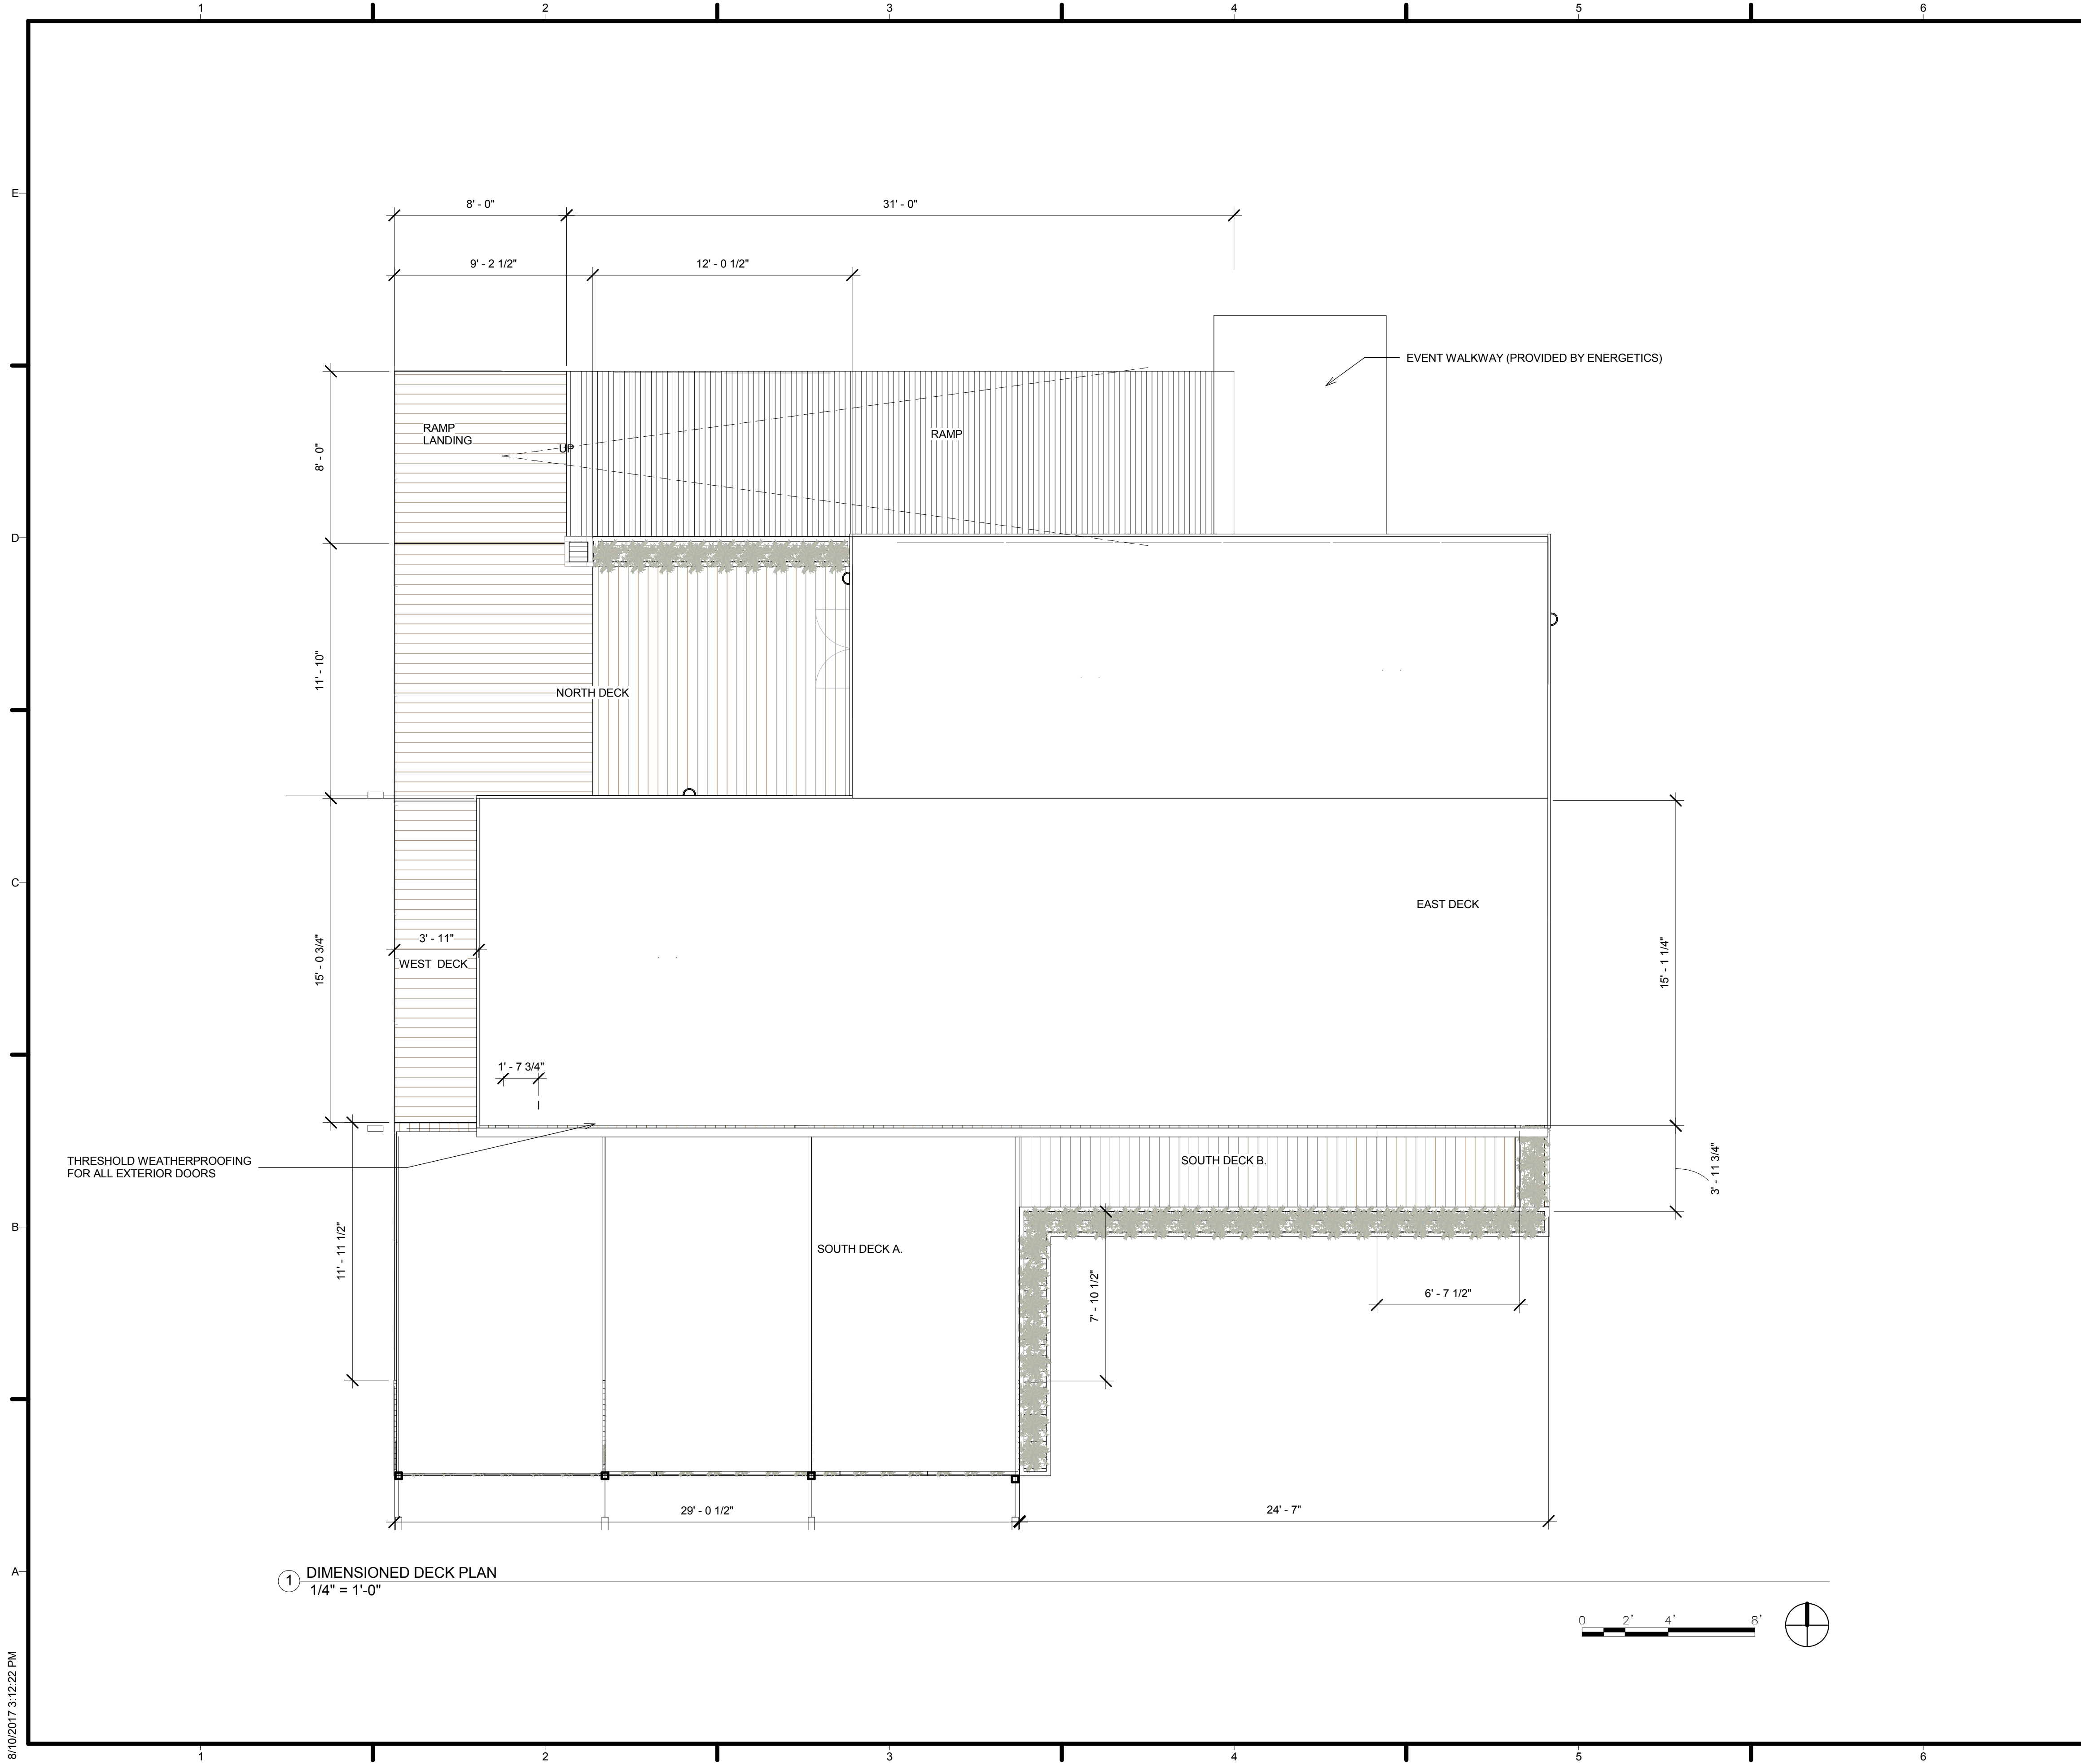 1 2 3 4 5 6
E
8' - 0" 31' - 0"
9' - 2 1/2" 12' - 0 1/2"
EVENT WALKWAY (PROVIDED BY ENERGETICS)
RAMP
LANDING
UP
RAMP
8' - 0"
D
11' - 10"
NORTH DECK
C
EAST DECK
3' - 11"
WEST DECK
15' - 0 3/4"
15' - 1 1/4"
1' - 7 3/4"
THRESHOLD WEATHERPROOFING
FOR ALL EXTERIOR DOORS
SOUTH DECK B.
3' - 11 3/4"
B
11' - 11 1/2"
SOUTH DECK A.
7' - 10 1/2"
6' - 7 1/2"
29' - 0 1/2" 24' - 7"
A
1 DIMENSIONED DECK PLAN
1/4" = 1'-0"
0 2' 4' 8'
8/10/2017 3:12:22 PM
1 2 3 4 5 6